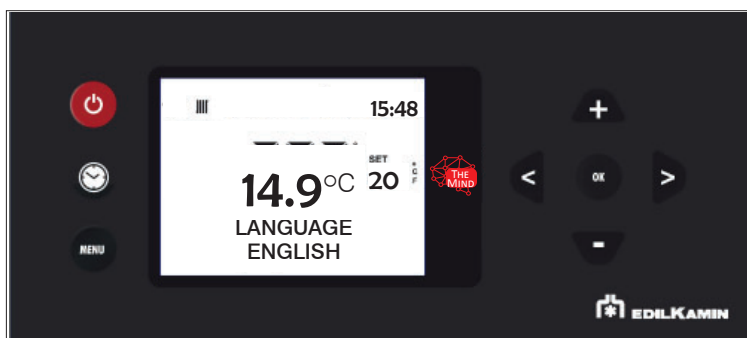 15:48
SET
20
°C
F
14.9°C
THE
MIND
LANGUAGE
ENGLISH
MENU
OK
+
<
>
-
EDILKAMIN